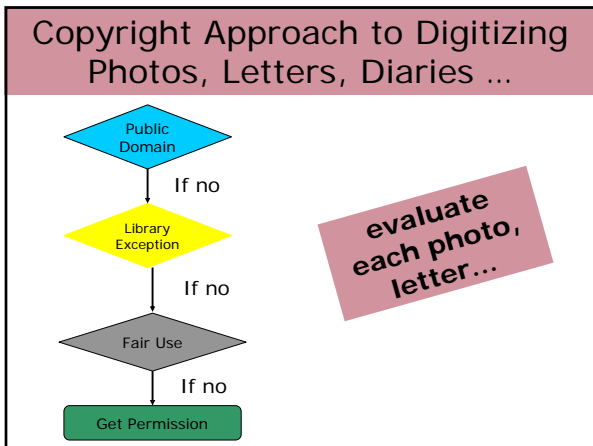 Copyright Approach to Digitizing
Photos, Letters, Diaries ...
Public
Domain
If no
Library
Exception
If no
Fair Use
If no
Get Permission
evaluate
each photo,
letter...